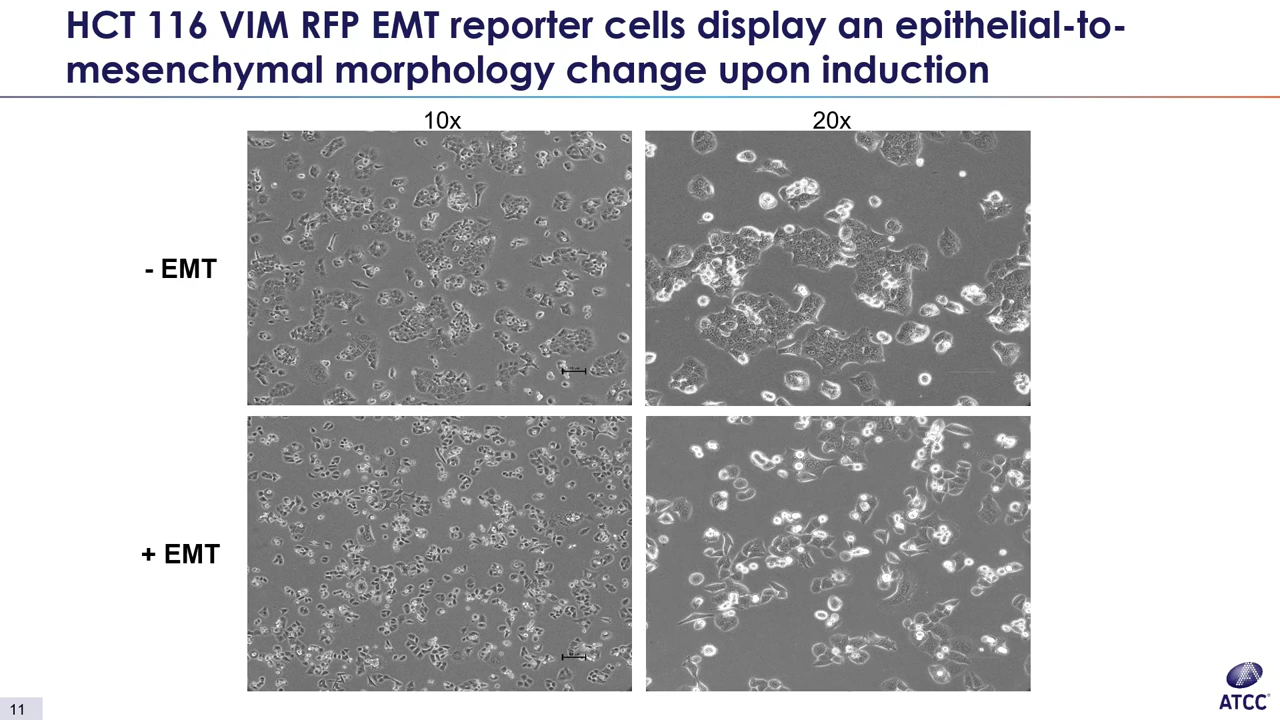 HCT 116 VIM RFP EMT reporter cells display an epithelial-to-
mesenchymal morphology change upon induction
10x
20x
- EMT
+ EMT
11
ATCC